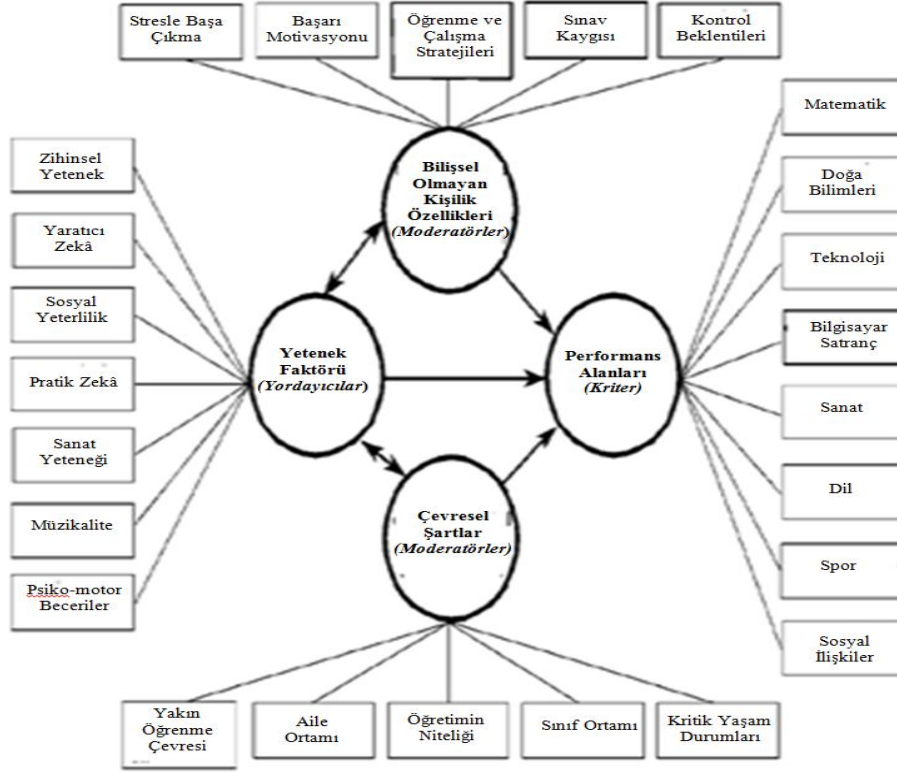 Stresle Başa
Çıkma
Başarı
Motivasyonu
Öğrenme ve
Çalışma
Stratejileri
Sınav
Kaygısı
Kontrol
Beklentileri
Bilişsel
Olmayan
Kişilik
Özellikleri
(Moderatörler)
Zihinsel
Yetenek
Yaratıcı
Zekâ
Sosyal
Yeterlilik
Pratik Zekâ
Sanat
Yeteneği
Müzikalite
Psiko-motor
Beceriler
Yetenek
Faktörü
(Yordayıcılar)
Performans
Alanları
(Kriter)
Matematik
Doğa
Bilimleri
Teknoloji
Bilgisayar
Satranç
Sanat
Dil
Spor
Sosyal
İlişkiler
Çevresel
Şartlar
(Moderatörler)
Yakın
Öğrenme
Çevresi
Aile
Ortamı
Öğretimin
Niteliği
Sınıf Ortamı
Kritik Yaşam
Durumları